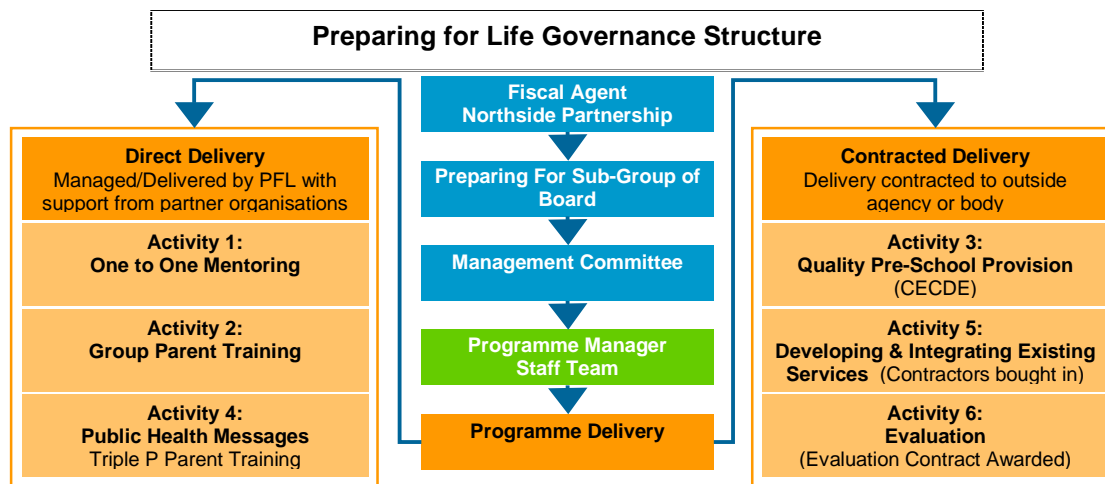 Preparing for Life Governance Structure
Fiscal Agent
Northside Partnership
Preparing For Sub-Group of
Board
Management Committee
Programme Manager
Staff Team
Programme Delivery
Direct Delivery
Managed/Delivered by PFL with
support from partner organisations
Activity 1:
One to One Mentoring
Activity 2:
Group Parent Training
Activity 4:
Public Health Messages
Triple P Parent Training
Contracted Delivery
Delivery contracted to outside
agency or body
Activity 3:
Quality Pre-School Provision
(CECDE)
Activity 5:
Developing & Integrating Existing
Services (Contractors bought in)
Activity 6:
Evaluation
(Evaluation Contract Awarded)